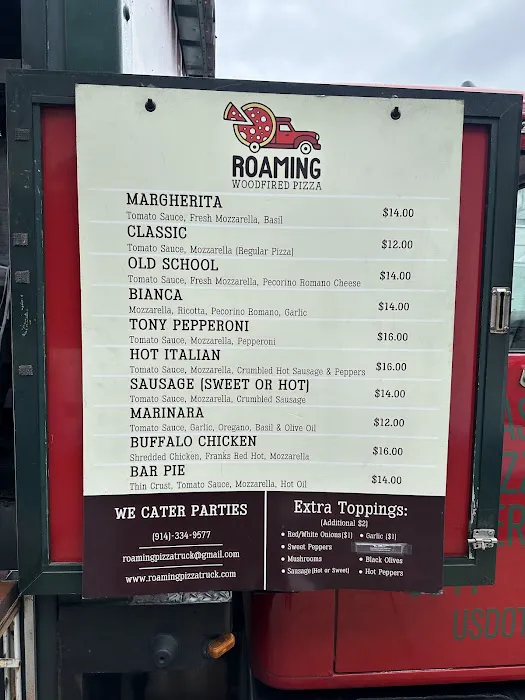 ROAMING
WOODFIRED PIZZA
MARGHERITA
Tomato Sauce, Fresh Mozzarella, Basil $14.00
CLASSIC
Tomato Sauce, Mozzarella (Regular Pizza) $12.00
OLD SCHOOL
Tomato Sauce, Fresh Mozzarella, Pecorino Romano Cheese $14.00
BIANCA
Mozzarella, Ricotta, Pecorino Romano, Garlic $14.00
TONY PEPPERONI
Tomato Sauce, Mozzarella, Pepperoni $16.00
HOT ITALIAN
Tomato Sauce, Mozzarella, Crumbled Hot Sausage & Peppers $16.00
SAUSAGE (SWEET OR HOT)
Tomato Sauce, Mozzarella, Crumbled Sausage $14.00
MARINARA
Tomato Sauce, Garlic, Oregano, Basil & Olive Oil $12.00
BUFFALO CHICKEN
Shredded Chicken, Franks Red Hot, Mozzarella $16.00
BAR PIE
Thin Crust, Tomato Sauce, Mozzarella, Hot Oil $14.00
WE CATER PARTIES
(914)-334-9577
roamingpizzatruck@gmail.com
www.roamingpizzatruck.com
Extra Toppings:
(Additional $2)
• Red/White Onions($1) • Garlic ($1)
• Sweet Peppers
• Mushrooms • Black Olives
• Sausage(Hot or Sweet) • Hot Peppers
USDOT